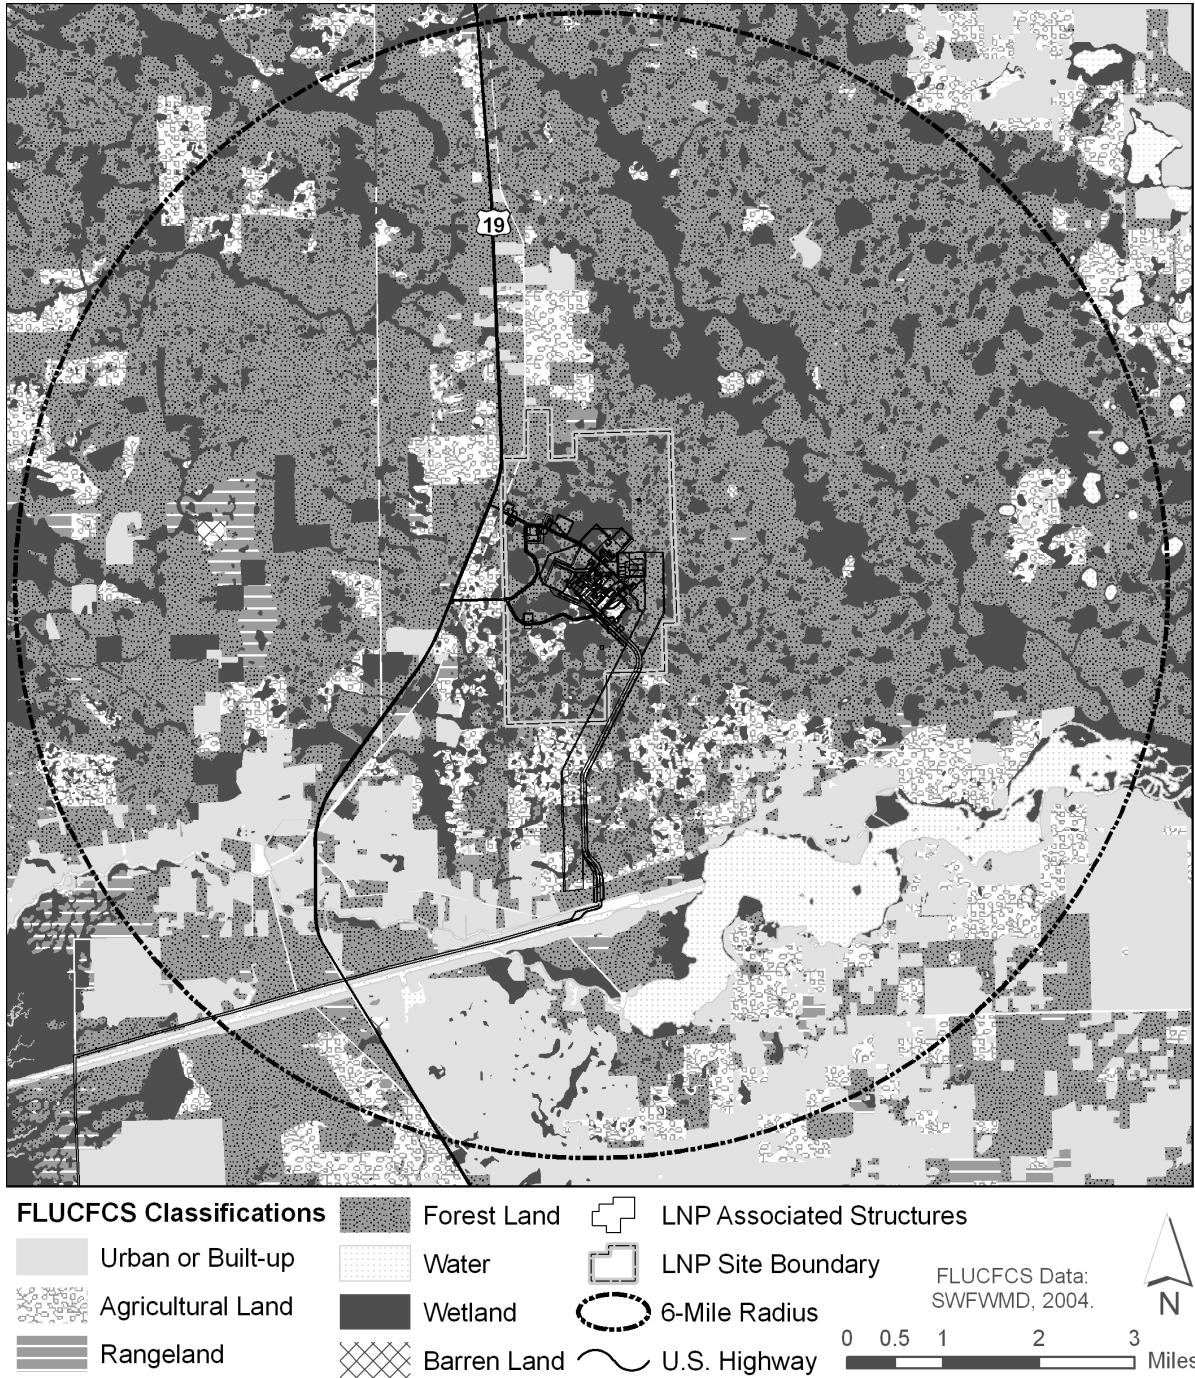 19
FLUCFCS Classifications
Urban or Built-up
Agricultural Land
Rangeland
Forest Land
Water
Wetland
Barren Land
LNP Associated Structures
LNP Site Boundary
6-Mile Radius
U.S. Highway
FLUCFCS Data:
SWFWMD, 2004.
N
0 0.5 1 2 3
Miles